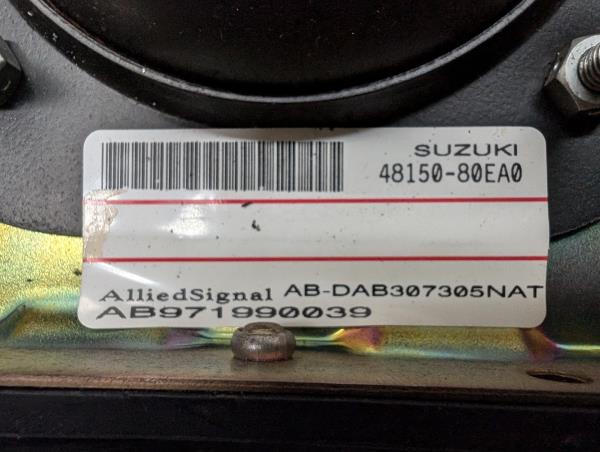 SUZUKI
48150-80EA0
AlliedSignal AB-DAB307305NAT
AB971990039